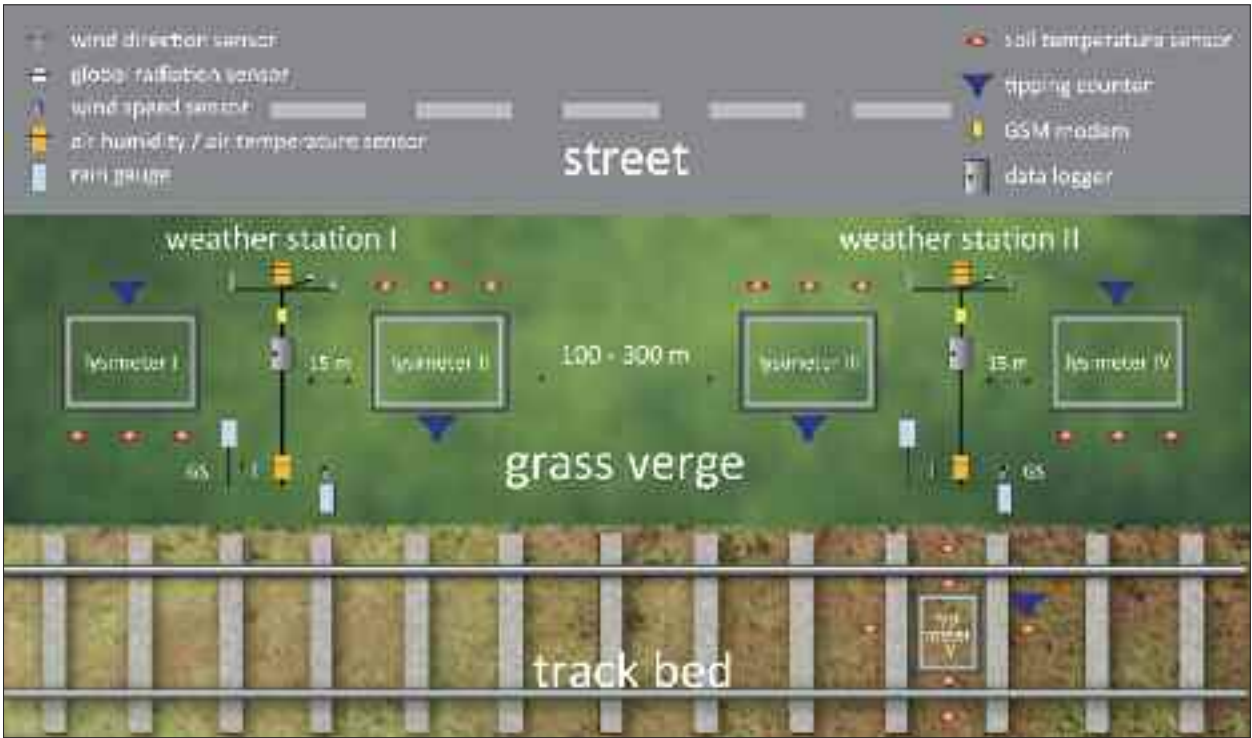 wind direction sensor
global radiation sensor
wind speed sensor
air humidity / air temperature sensor
rain gauge
soil temperature sensor
tipping counter
GSM modem
data logger
street
weather station I
weather station II
lysimeter I
15 m
lysimeter II
100 - 300 m
lysimeter III
15 m
lysimeter IV
GS
GS
grass verge
meter
V
track bed